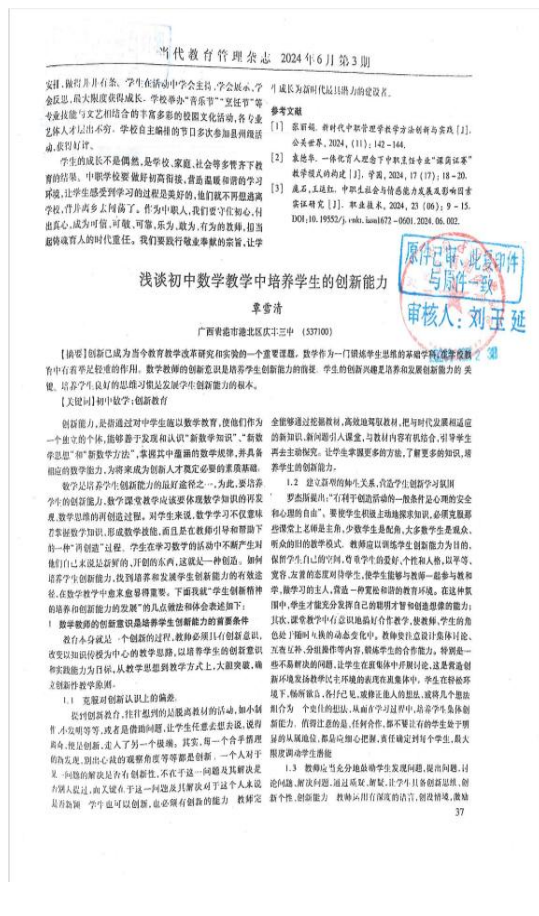 当代教育管理杂志 2024年6月第3期
安排,做得井井有条。学生在活动中学会主持、学会展示、学
会反思,最大限度获得成长。学校举办“音乐节”“烹饪节”等
专业技能与文艺相结合的丰富多彩的校园文化活动,各专业
艺体人才层出不穷。学校自主编排的节目多次参加县州级活
动,获得好评。
学生的成长不是偶然,是学校、家庭、社会等多管齐下教
育的结果。中职学校要做好初高衔接,营造温暖和谐的学习
环境,让学生感受到学习的过程是美好的,他们就不再想逃离
学校,背井离乡去闯荡了。作为中职人,我们要守住初心,付
出真心,成为可信、可敬、可靠、乐为、敢为、有为的教师,担当
起铸魂育人的时代重任。我们要践行敬业奉献的宗旨,让学
生成长为新时代最具潜力的建设者。
参考文献
[1] 张丽娟. 新时代中职管理学教学方法创新与实践[J].
公关世界, 2024, (11): 142-144.
[2] 袁德华. 一体化育人理念下中职烹饪专业“课岗证赛”
教学模式的构建[J]. 学园, 2024, 17 (17): 18-20.
[3] 庞石, 王廷红. 中职生社会与情感能力发展及影响因素
实证研究[J]. 职业技术, 2024, 23 (06); 9-15.
DOI:10.19552/j.cnki.issn1672-0601.2024.06.002.
原件已审、此复印件
与原件一致
审核人:刘玉延
浅谈初中数学教学中培养学生的创新能力
覃雪清
广西贵港市港北区庆丰三中 (537100)
【摘要】创新已成为当今教育教学改革研究和实验的一个重要课题。数学作为一门锻炼学生思维的基础学科,在学校教
育中有着举足轻重的作用。数学教师的创新意识是培养学生创新能力的前提。学生的创新兴趣是培养和发展创新能力的关
键。培养学生良好的思维习惯是发展学生创新能力的根本。
【关键词】初中数学;创新教育
创新能力,是指通过对中学生施以数学教育,使他们作为
一个独立的个体,能够善于发现和认识“新数学知识”、“新数
学思想”和“新数学方法”,掌握其中蕴涵的数学规律,并具备
相应的数学能力,为将来成为创新人才奠定必要的素质基础。
数学是培养学生创新能力的最好途径之一,为此,要培养
学生的创新能力,数学课堂教学应该要体现数学知识的再发
现,数学思维的再创造过程。对学生来说,数学学习不仅意味
着掌握数学知识,形成数学技能,而且是在教师引导和帮助下
的一种“再创造”过程。学生在学习数学的活动中不断产生对
他们自己来说是新鲜的、开创的东西,这就是一种创造。如何
培养学生创新能力,找到培养和发展学生创新能力的有效途
径,在数学教学中愈来愈显得重要。下面我就“学生创新精神
的培养和创新能力的发展”的几点做法和体会表述如下:
1 数学教师的创新意识是培养学生创新能力的首要条件
教育本身就是一个创新的过程,教师必须具有创新意识,
改变以知识传授为中心的教学思路,以培养学生的创新意识
和实践能力为目标,从教学思想到教学方式上,大胆突破,确
立创新性教学原则。
1.1 克服对创新认识上的偏差。
提到创新教育,往往想到的是脱离教材的活动,如小制
作、小发明等等,或者是借助问题,让学生任意去想去说,说得
离奇,便是创新,走入了另一个极端。其实,每一个合乎情理
的新发现,别出心裁的观察角度等等都是创新。一个人对于
某一问题的解决是否有创新性,不在于这一问题及其解决是
否别人提过,而关键在于这一问题及其解决对于这个人来说
是否新颖。学生也可以创新,也必须有创新的能力。教师完
全能够通过挖掘教材,高效地驾驭教材,把与时代发展相适应
的新知识、新问题引入课堂,与教材内容有机结合,引导学生
再去主动探究。让学生掌握更多的方法,了解更多的知识,培
养学生的创新能力。
1.2 建立新型的师生关系,营造学生创新学习氛围
罗杰斯提出:“有利于创造活动的一般条件是心理的安全
和心理的自由”。要使学生积极主动地探索知识,必须克服那
些课堂上老师是主角,少数学生是配角,大多数学生是观众、
听众的旧的教学模式。教师应以训练学生创新能力为目的,
保留学生自己的空间,尊重学生的爱好、个性和人格,以平等、
宽容、友善的态度对待学生,使学生能够与教师一起参与教和
学,做学习的主人,营造一种宽松和谐的教育环境。在这种氛
围中,学生才能充分发挥自己的聪明才智和创造想像的能力;
其次,课堂教学中有意识地搞好合作教学,使教师、学生的角
色处于随时互换的动态变化中。教师要注意设计集体讨论、
互查互补、分组操作等内容,锻炼学生的合作能力。特别是一
些不易解决的问题,让学生在班集体中开展讨论,这是营造创
新环境发扬教学民主环境的表现在班集体中。学生在轻松环
境下,畅所欲言,各抒己见,或修正他人的想法,或将几个想法
组合为一个更佳的想法,从而在学习过程中,培养学生集体创
新能力。值得注意的是,任何合作,都不要让有的学生处于明
显的从属地位,都是应细心把握,责任确定到每个学生,最大
限度调动学生潜能
1.3 教师应当充分地鼓动学生发现问题,提出问题、讨
论问题、解决问题,通过质疑、解疑,让学生具备创新思维、创
新个性、创新能力。教师运用有深度的语言,创设情境,激励
37